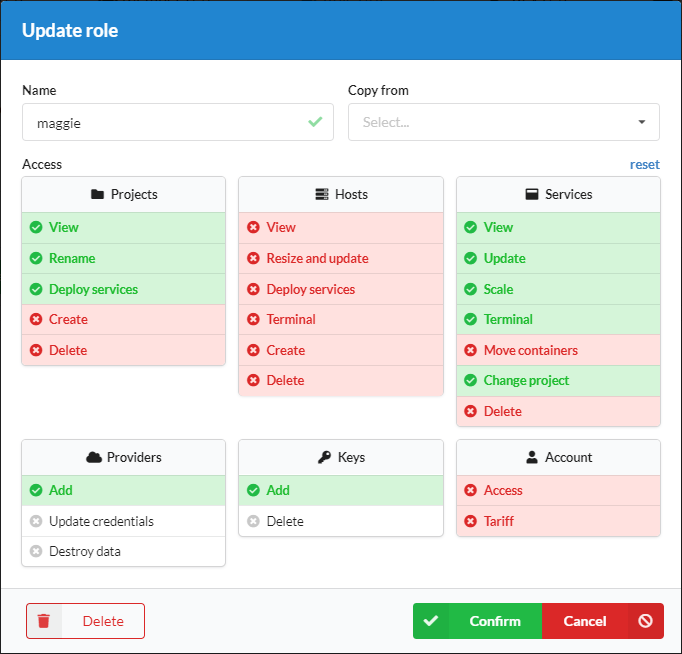 Update role
Name
Copy from
maggie
Select...
Access
reset
Projects
View
Rename
Deploy services
Create
Delete
Hosts
View
Resize and update
Deploy services
Terminal
Create
Delete
Services
View
Update
Scale
Terminal
Move containers
Change project
Delete
Providers
Add
Update credentials
Destroy data
Keys
Add
Delete
Account
Access
Tariff
Delete
Confirm
Cancel